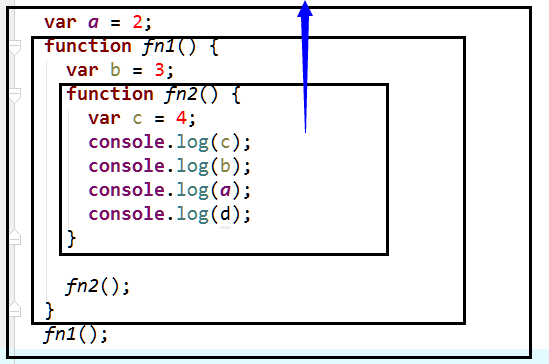 var a = 2;
function fn1() {
var b = 3;
function fn2() {
var c = 4;
console.log(c);
console.log(b);
console.log(a);
console.log(d);
}
fn2();
}
fn1();